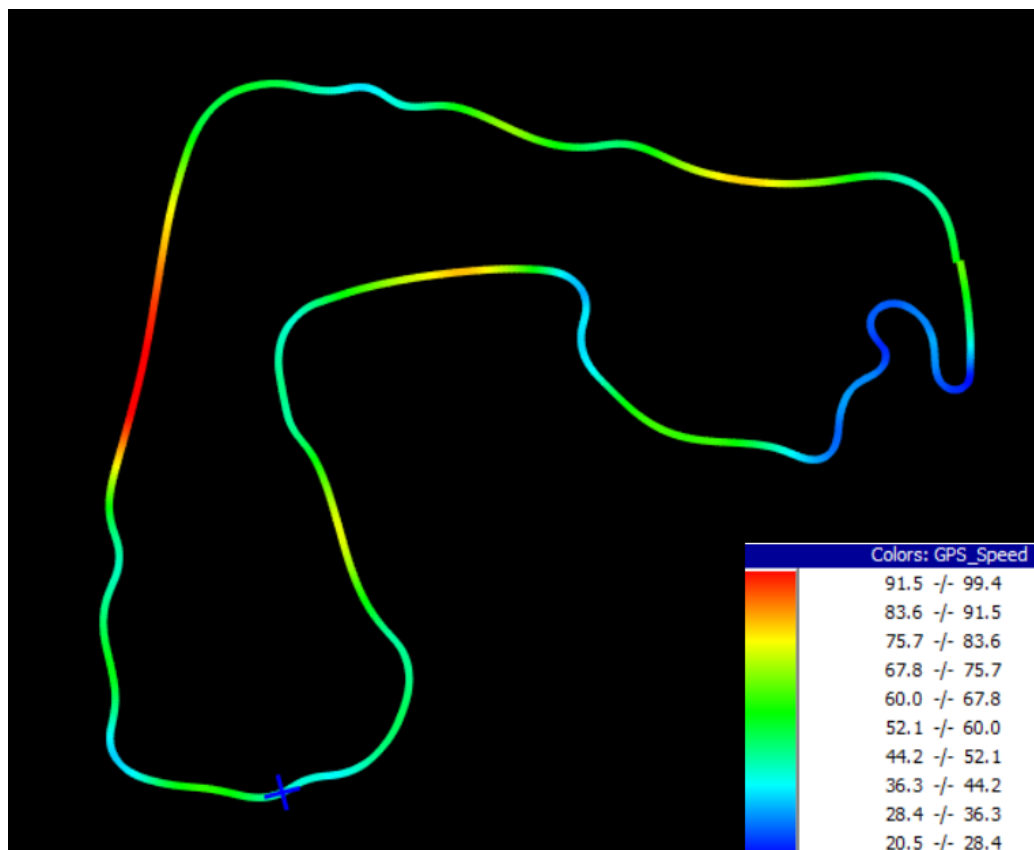 Colors: GPS_Speed
91.5 -/- 99.4
83.6 -/- 91.5
75.7 -/- 83.6
67.8 -/- 75.7
60.0 -/- 67.8
52.1 -/- 60.0
44.2 -/- 52.1
36.3 -/- 44.2
28.4 -/- 36.3
20.5 -/- 28.4